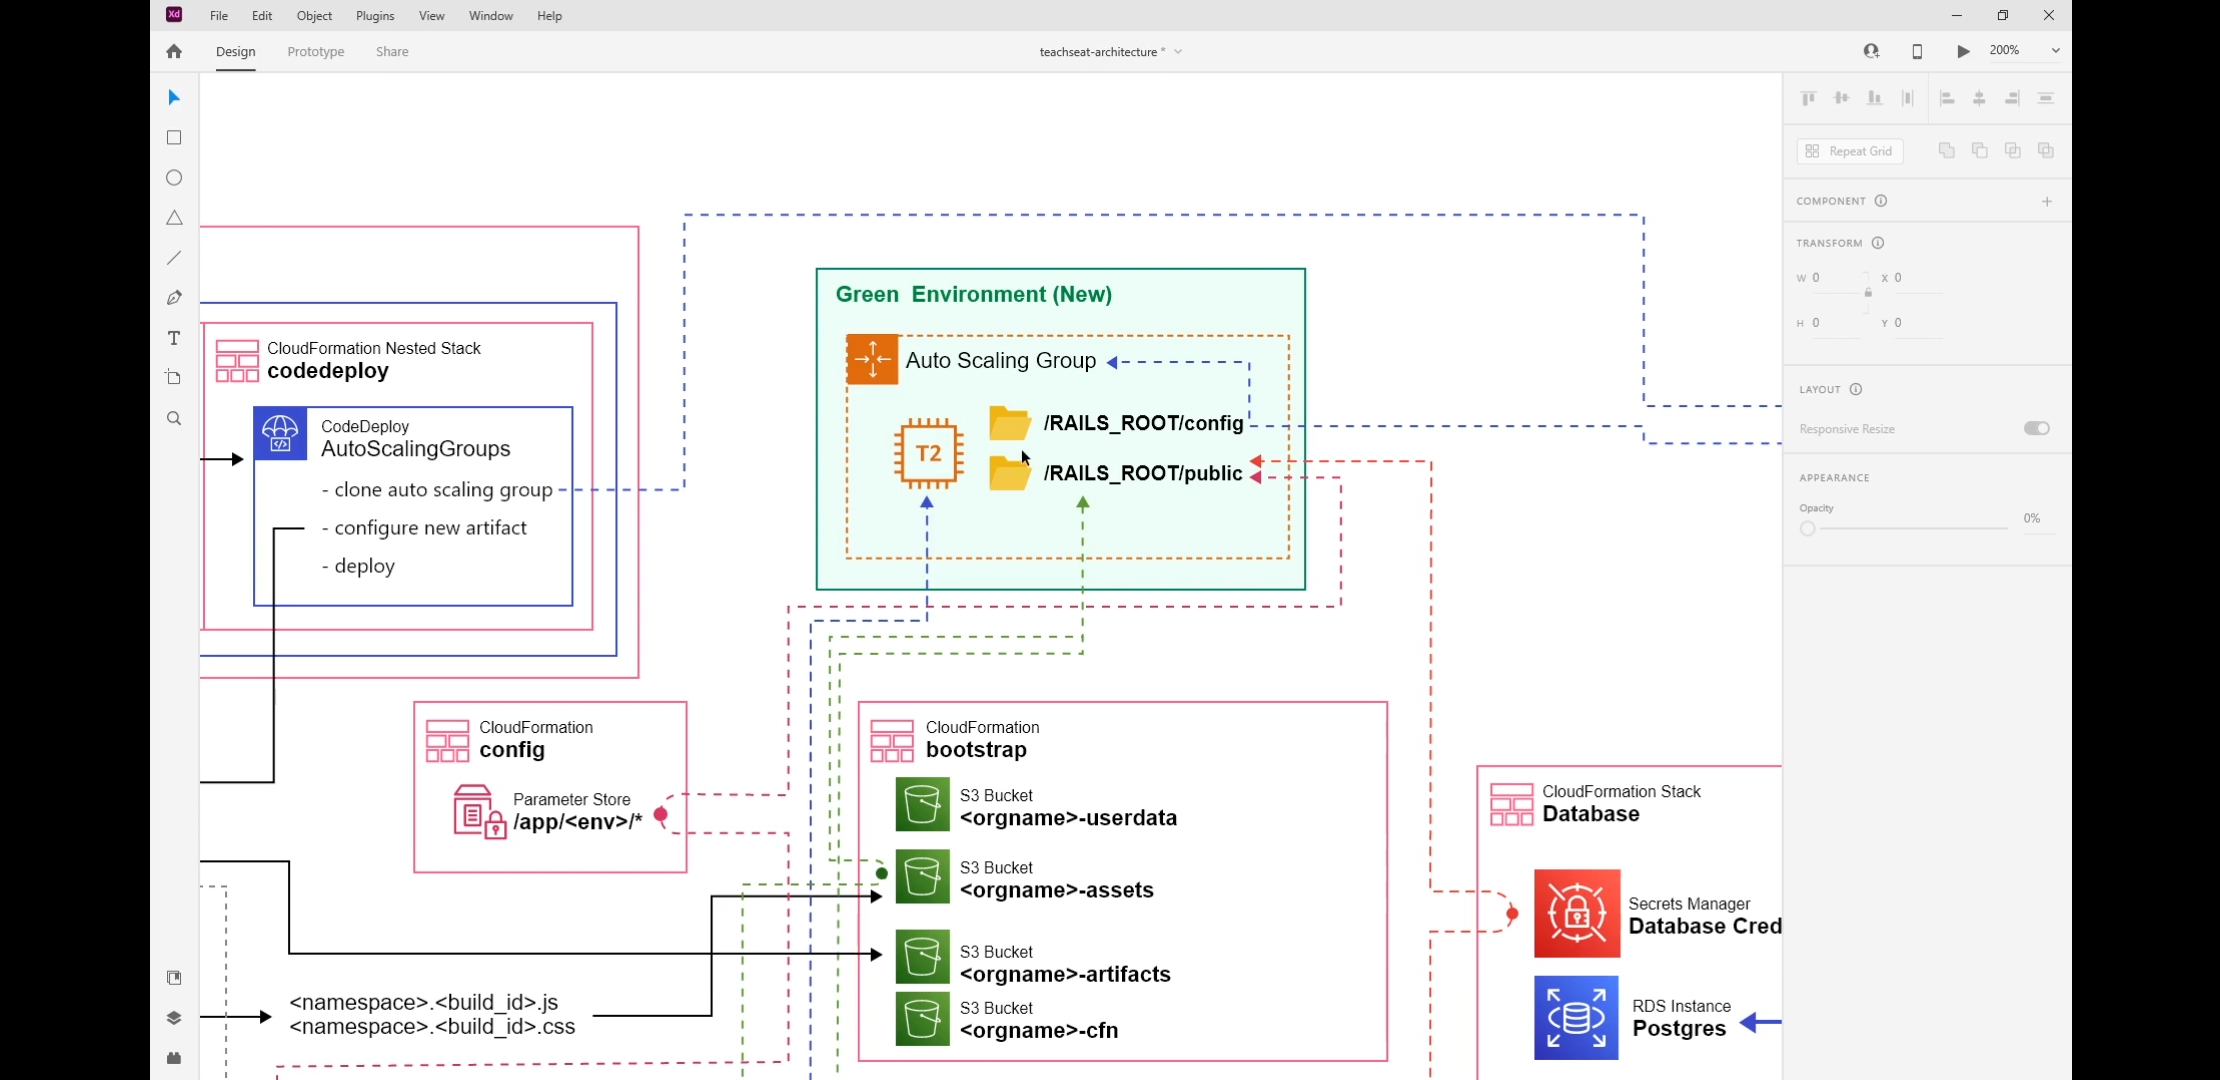 Xd File Edit Object Plugins View Window Help
Design Prototype Share
teachseat-architecture *
200%
Repeat Grid
COMPONENT
TRANSFORM
W 0 X 0
H 0 Y 0
LAYOUT
Responsive Resize
APPEARANCE
Opacity
0%
CloudFormation Nested Stack
codedeploy
CodeDeploy
AutoScalingGroups
- clone auto scaling group
- configure new artifact
- deploy
Green Environment (New)
Auto Scaling Group
T2
/RAILS_ROOT/config
/RAILS_ROOT/public
CloudFormation
config
Parameter Store
/app/<env>/*
CloudFormation
bootstrap
S3 Bucket
<orgname>-userdata
S3 Bucket
<orgname>-assets
S3 Bucket
<orgname>-artifacts
S3 Bucket
<orgname>-cfn
<namespace>.<build_id>.js
<namespace>.<build_id>.css
CloudFormation Stack
Database
Secrets Manager
Database Cred
RDS Instance
Postgres